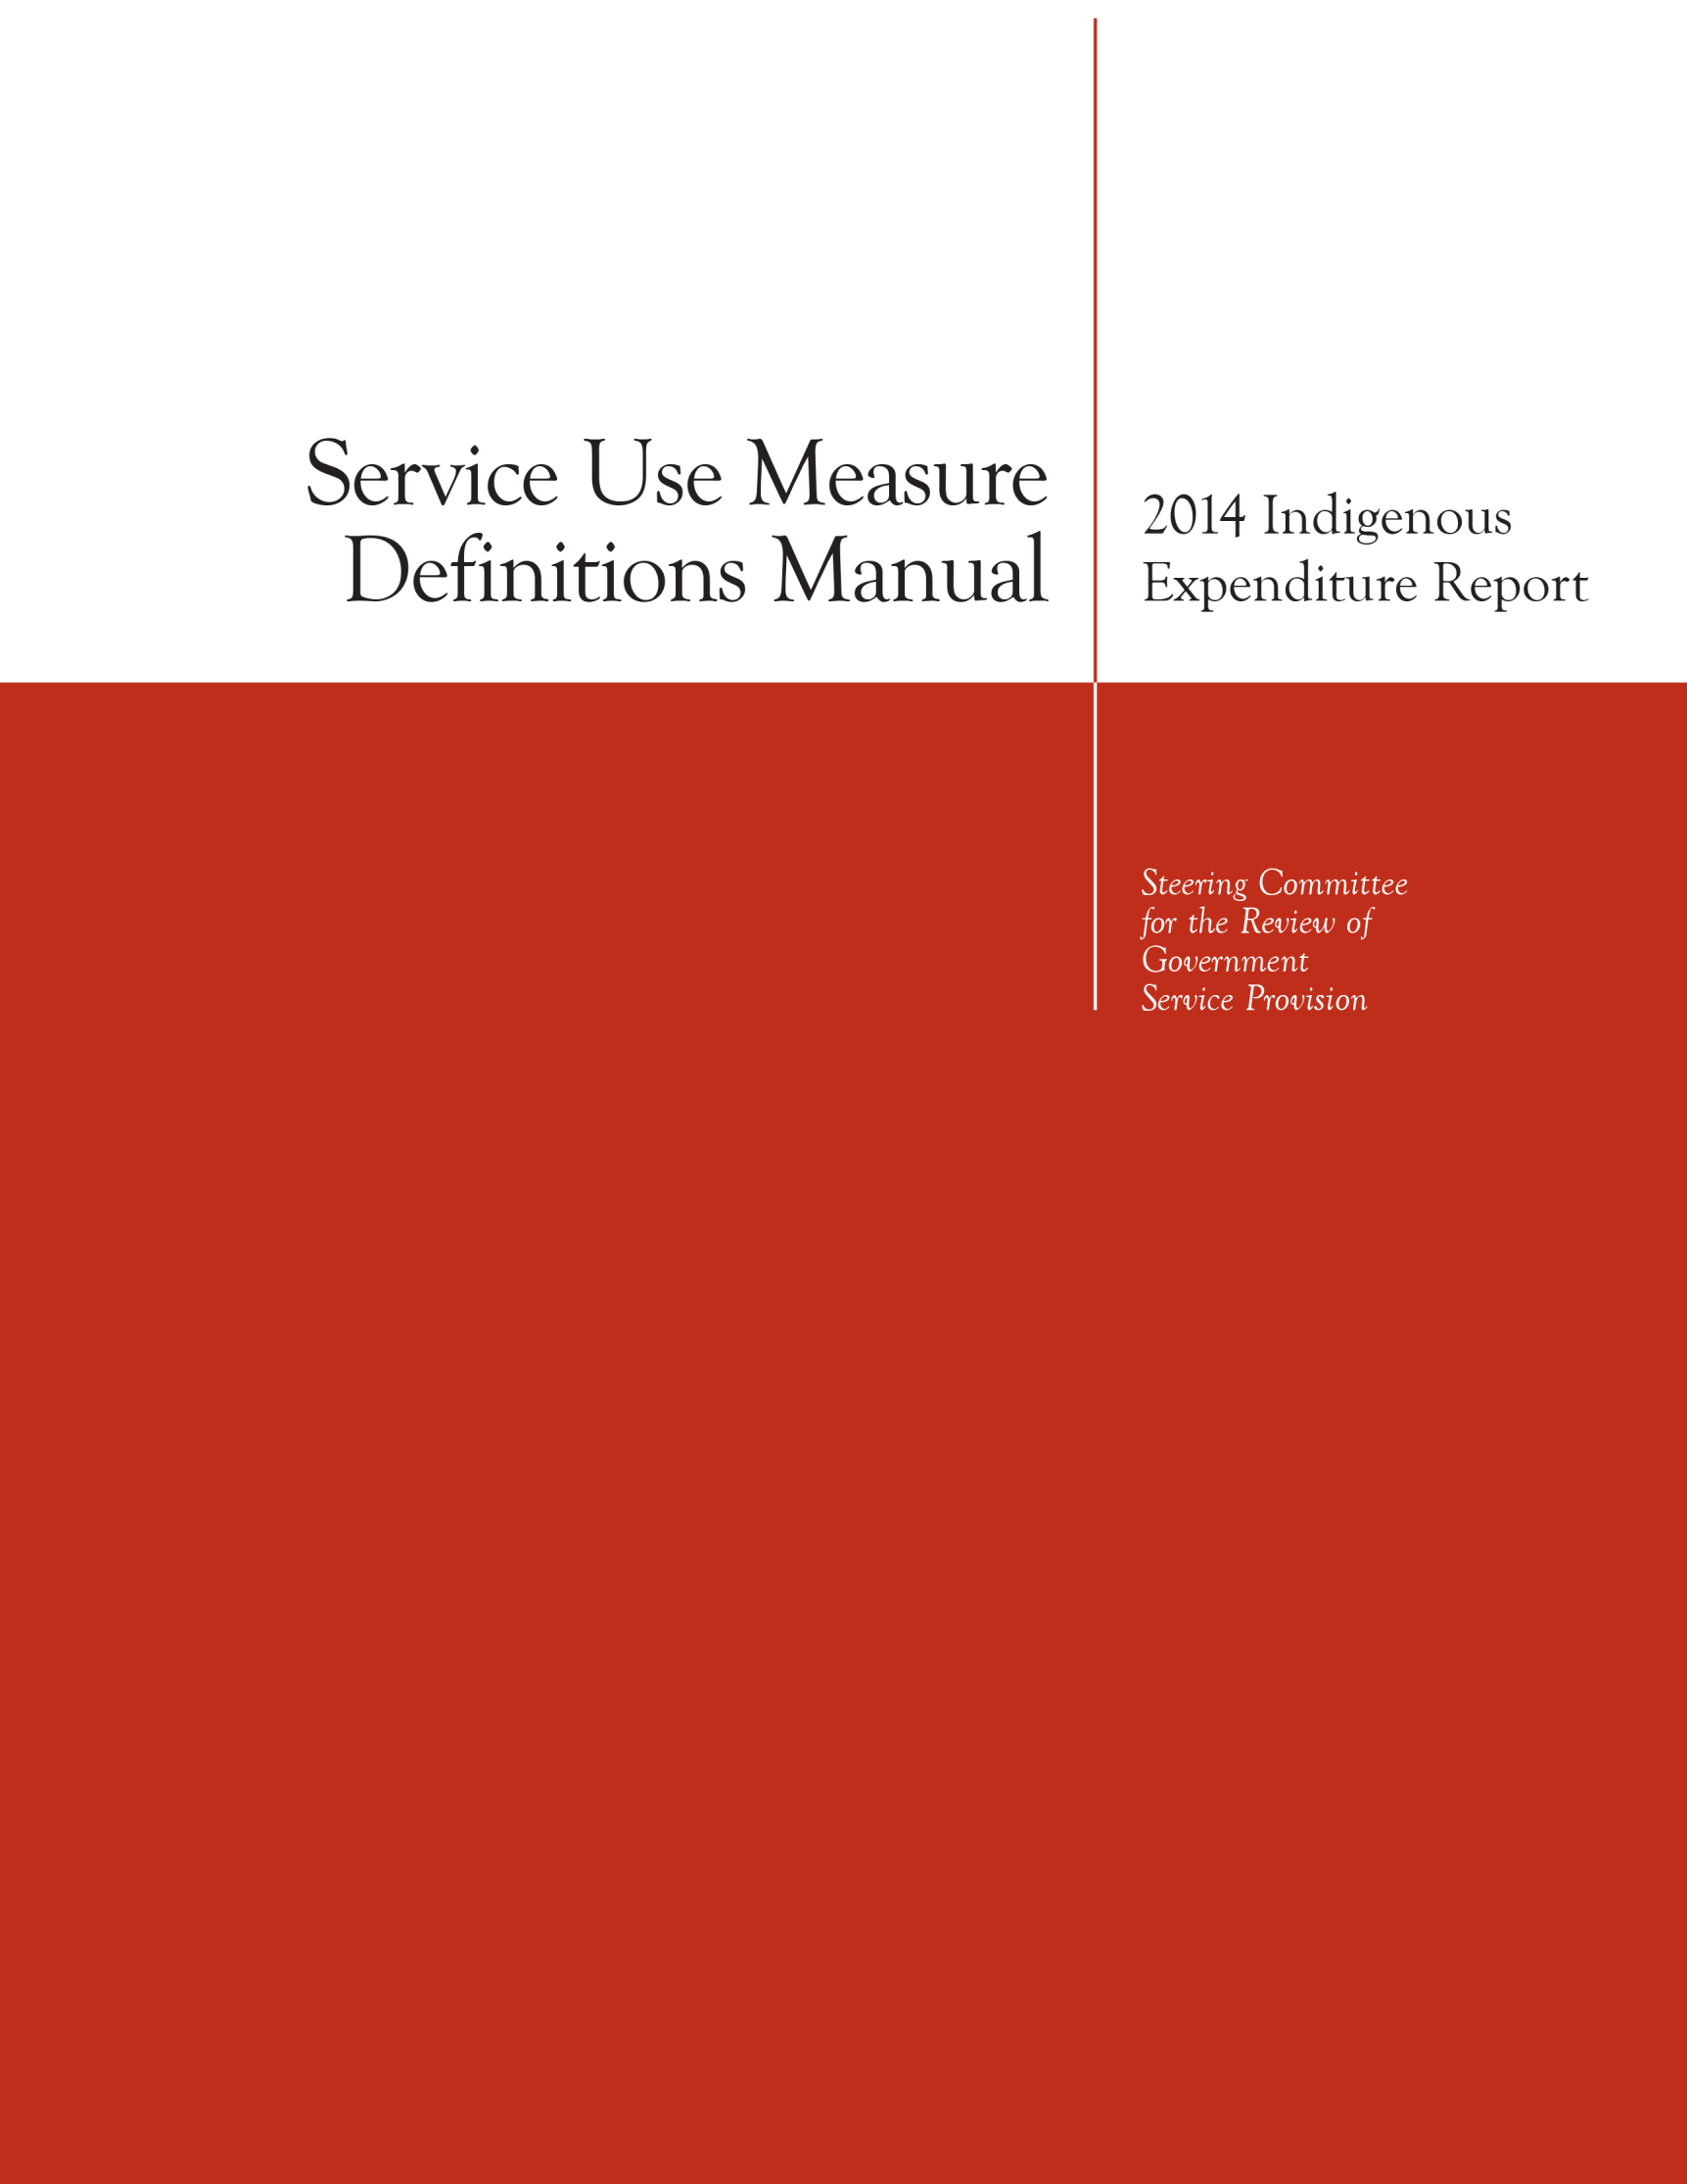 Service Use Measure
Definitions Manual
2014 Indigenous
Expenditure Report
Steering Committee
for the Review of
Government
Service Provision